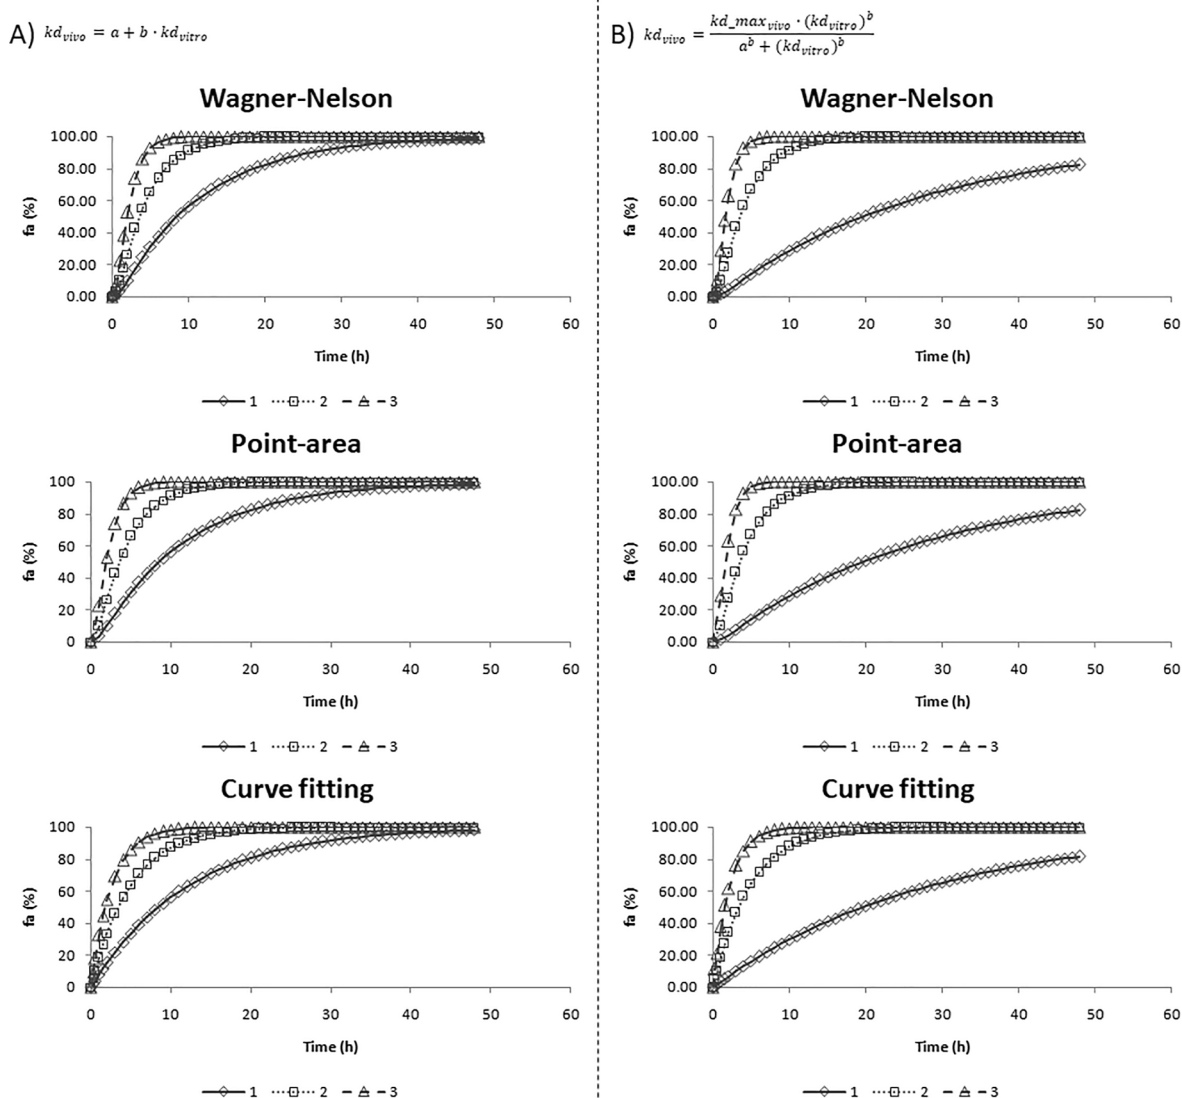 A) kd_vivo = a + b · kd_vitro
Wagner-Nelson
100.00
80.00
60.00
40.00
20.00
0.00
fa (%)
0 10 20 30 40 50 60
Time (h)
1 2 3
Point-area
100
80
60
40
20
0
fa (%)
0 10 20 30 40 50 60
Time (h)
1 2 3
Curve fitting
100
80
60
40
20
0
fa (%)
0 10 20 30 40 50 60
Time (h)
1 2 3
B) kd_vivo = kd_max_vivo · (kd_vitro)^b / a^b + (kd_vitro)^b
Wagner-Nelson
100.00
80.00
60.00
40.00
20.00
0.00
fa (%)
0 10 20 30 40 50 60
Time (h)
1 2 3
Point-area
100.00
80.00
60.00
40.00
20.00
0.00
fa (%)
0 10 20 30 40 50 60
Time (h)
1 2 3
Curve fitting
100.00
80.00
60.00
40.00
20.00
0.00
fa (%)
0 10 20 30 40 50 60
Time (h)
1 2 3